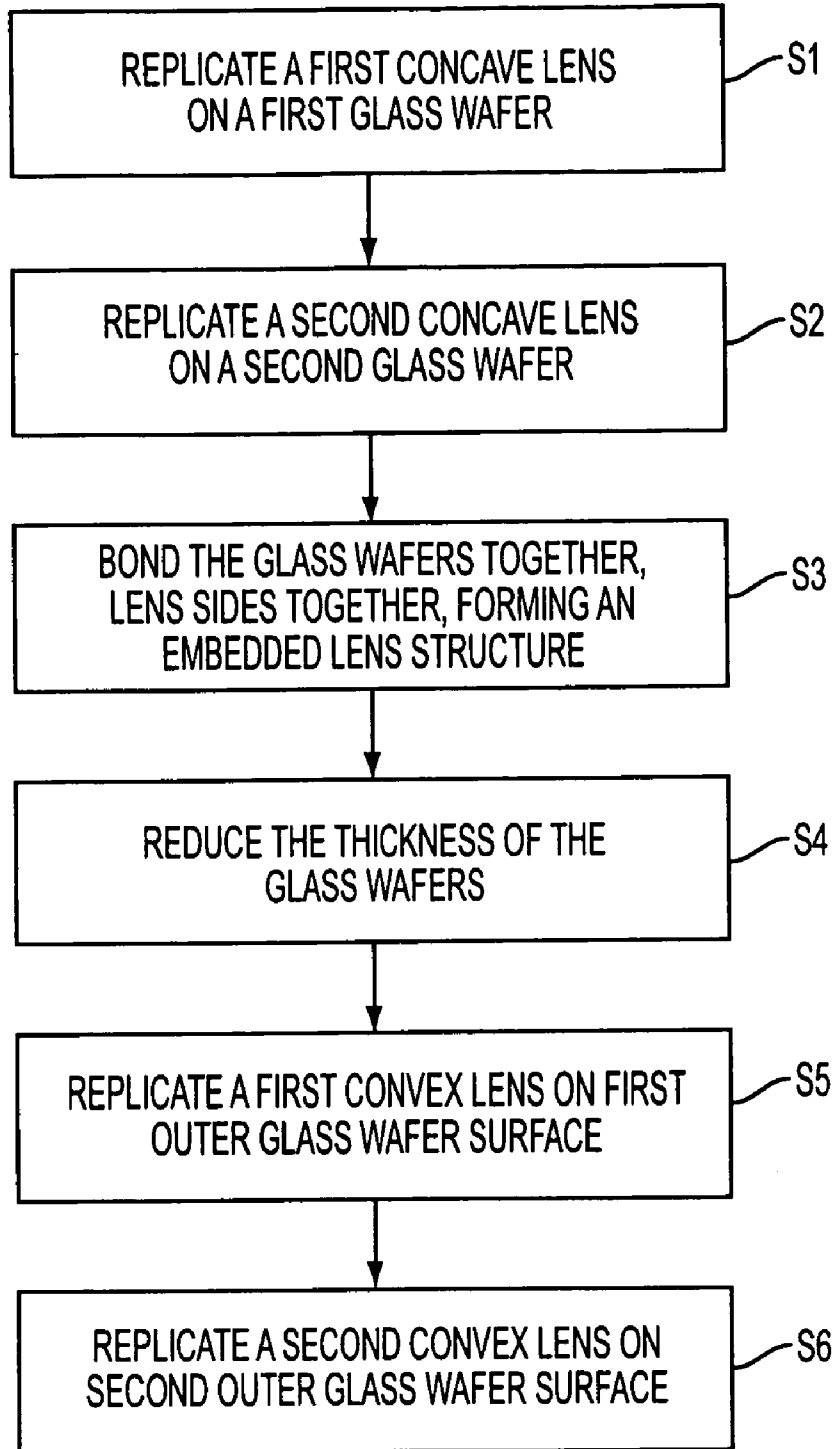 REPLICATE A FIRST CONCAVE LENS
ON A FIRST GLASS WAFER
S1
REPLICATE A SECOND CONCAVE LENS
ON A SECOND GLASS WAFER
S2
BOND THE GLASS WAFERS TOGETHER,
LENS SIDES TOGETHER, FORMING AN
EMBEDDED LENS STRUCTURE
S3
REDUCE THE THICKNESS OF THE
GLASS WAFERS
S4
REPLICATE A FIRST CONVEX LENS ON FIRST
OUTER GLASS WAFER SURFACE
S5
REPLICATE A SECOND CONVEX LENS ON
SECOND OUTER GLASS WAFER SURFACE
S6